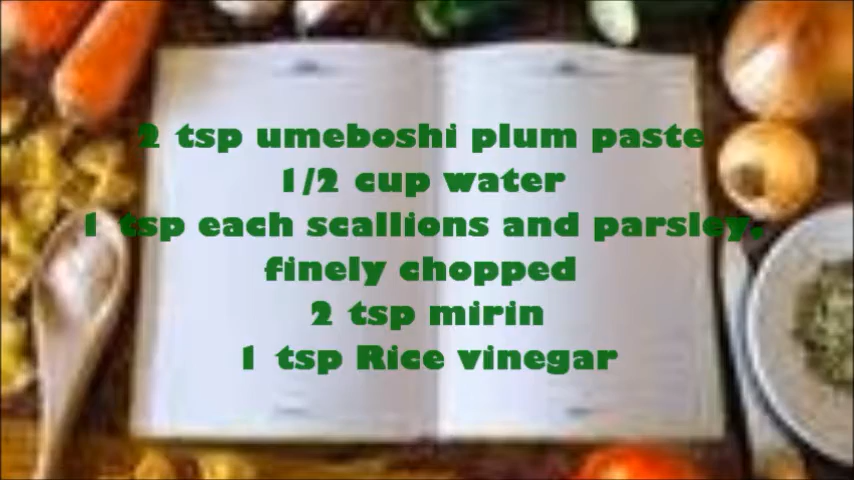 2 tsp umeboshi plum paste
1/2 cup water
1 tsp each scallions and parsley,
finely chopped
2 tsp mirin
1 tsp Rice vinegar